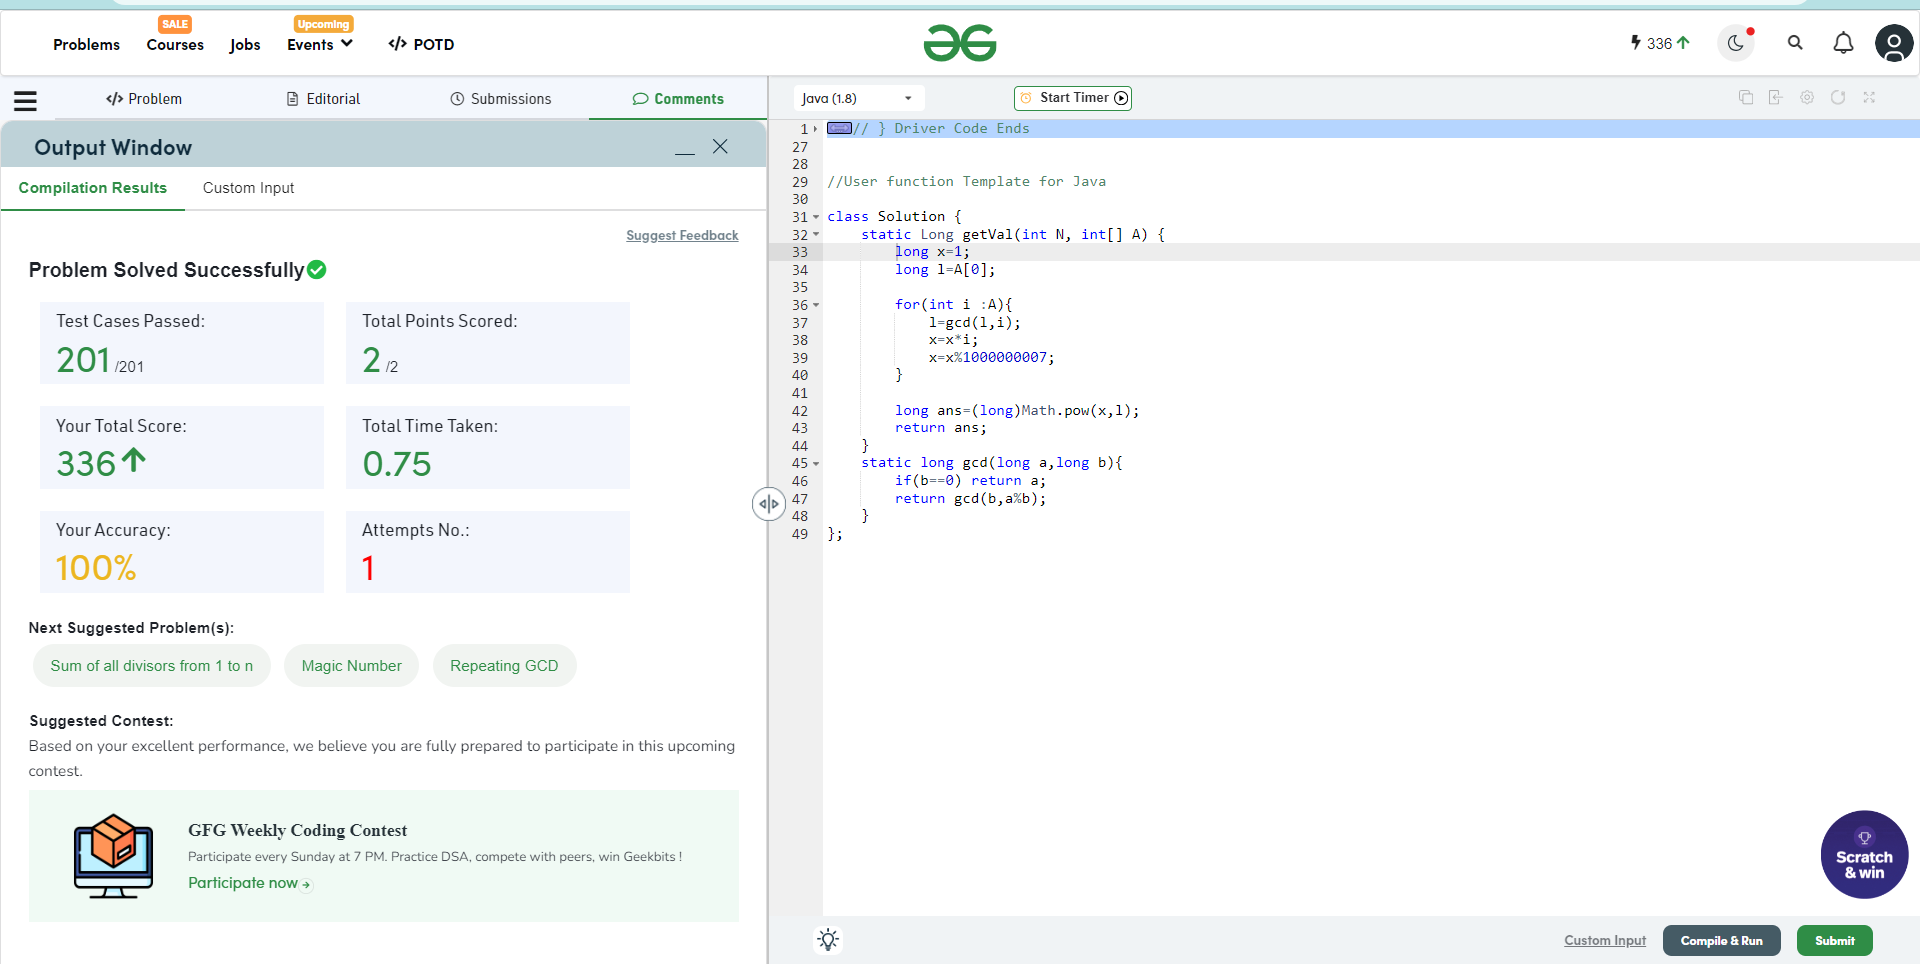 SALE
Upcoming
Problems Courses Jobs Events </> POTD
336
</> Problem Editorial Submissions Comments
Output Window
Compilation Results Custom Input
Suggest Feedback
Problem Solved Successfully
Test Cases Passed:
201 /201
Total Points Scored:
2 /2
Your Total Score:
336
Total Time Taken:
0.75
Your Accuracy:
100%
Attempts No.:
1
Next Suggested Problem(s):
Sum of all divisors from 1 to n Magic Number Repeating GCD
Suggested Contest:
Based on your excellent performance, we believe you are fully prepared to participate in this upcoming
contest.
GFG Weekly Coding Contest
Participate every Sunday at 7 PM. Practice DSA, compete with peers, win Geekbits !
Participate now
Java (1.8) Start Timer
1 // } Driver Code Ends
27
28
29 //User function Template for Java
30
31 class Solution {
32 static Long getVal(int N, int[] A) {
33 long x=1;
34 long l=A[0];
35
36 for(int i :A){
37 l=gcd(l,i);
38 x=x*i;
39 x=x%1000000007;
40 }
41
42 long ans=(long)Math.pow(x,l);
43 return ans;
44 }
45 static long gcd(long a,long b){
46 if(b==0) return a;
47 return gcd(b,a%b);
48 }
49 };
Scratch
& win
Custom Input Compile & Run Submit